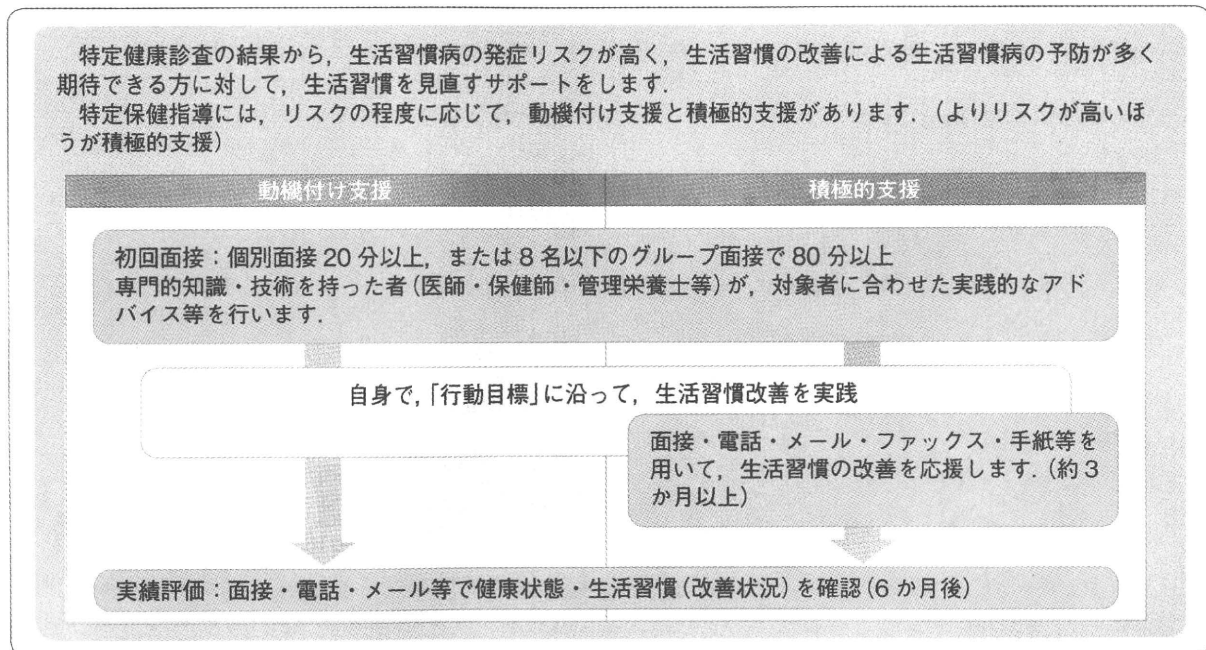 特定健康診査の結果から，生活習慣病の発症リスクが高く，生活習慣の改善による生活習慣病の予防が多く
期待できる方に対して，生活習慣を見直すサポートをします．
特定保健指導には，リスクの程度に応じて，動機付け支援と積極的支援があります．（よりリスクが高いほ
うが積極的支援）
動機付け支援
積極的支援
初回面接：個別面接 20 分以上，または 8 名以下のグループ面接で 80 分以上
専門的知識・技術を持った者（医師・保健師・管理栄養士等）が，対象者に合わせた実践的なアド
バイス等を行います．
自身で，「行動目標」に沿って，生活習慣改善を実践
面接・電話・メール・ファックス・手紙等を
用いて，生活習慣の改善を応援します．（約 3
か月以上）
実績評価：面接・電話・メール等で健康状態・生活習慣（改善状況）を確認（6 か月後）